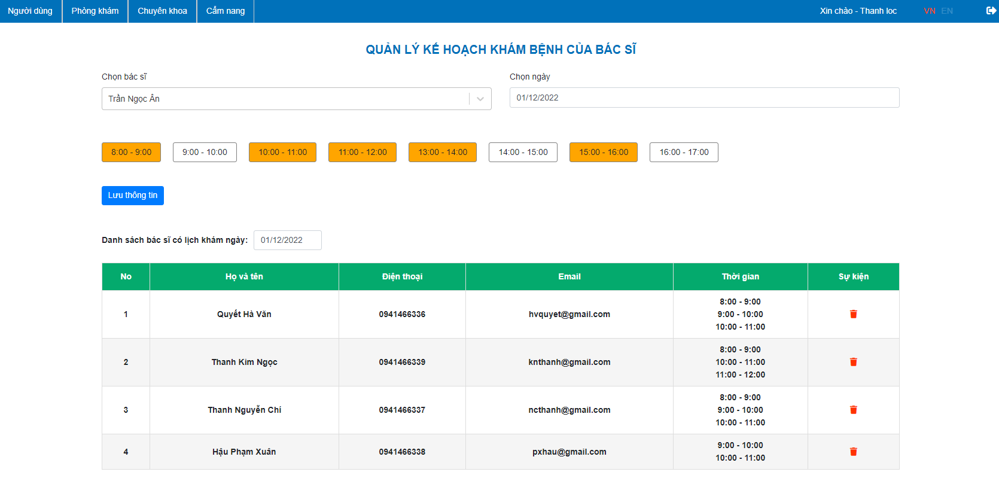 Người dùng Phòng khám Chuyên khoa Cẩm nang Xin chào - Thanh loc VN EN
QUẢN LÝ KẾ HOẠCH KHÁM BỆNH CỦA BÁC SĨ
Chọn bác sĩ Chọn ngày
Trần Ngọc Ân 01/12/2022
8:00 - 9:00 9:00 - 10:00 10:00 - 11:00 11:00 - 12:00 13:00 - 14:00 14:00 - 15:00 15:00 - 16:00 16:00 - 17:00
Lưu thông tin
Danh sách bác sĩ có lịch khám ngày: 01/12/2022
No Họ và tên Điện thoại Email Thời gian Sự kiện
8:00 - 9:00
1 Quyết Hà Văn 0941466336 hvquyet@gmail.com 9:00 - 10:00
10:00 - 11:00
8:00 - 9:00
2 Thanh Kim Ngọc 0941466339 knthanh@gmail.com 10:00 - 11:00
11:00 - 12:00
8:00 - 9:00
3 Thanh Nguyễn Chí 0941466337 ncthanh@gmail.com 9:00 - 10:00
10:00 - 11:00
9:00 - 10:00
4 Hậu Phạm Xuân 0941466338 pxhau@gmail.com
10:00 - 11:00